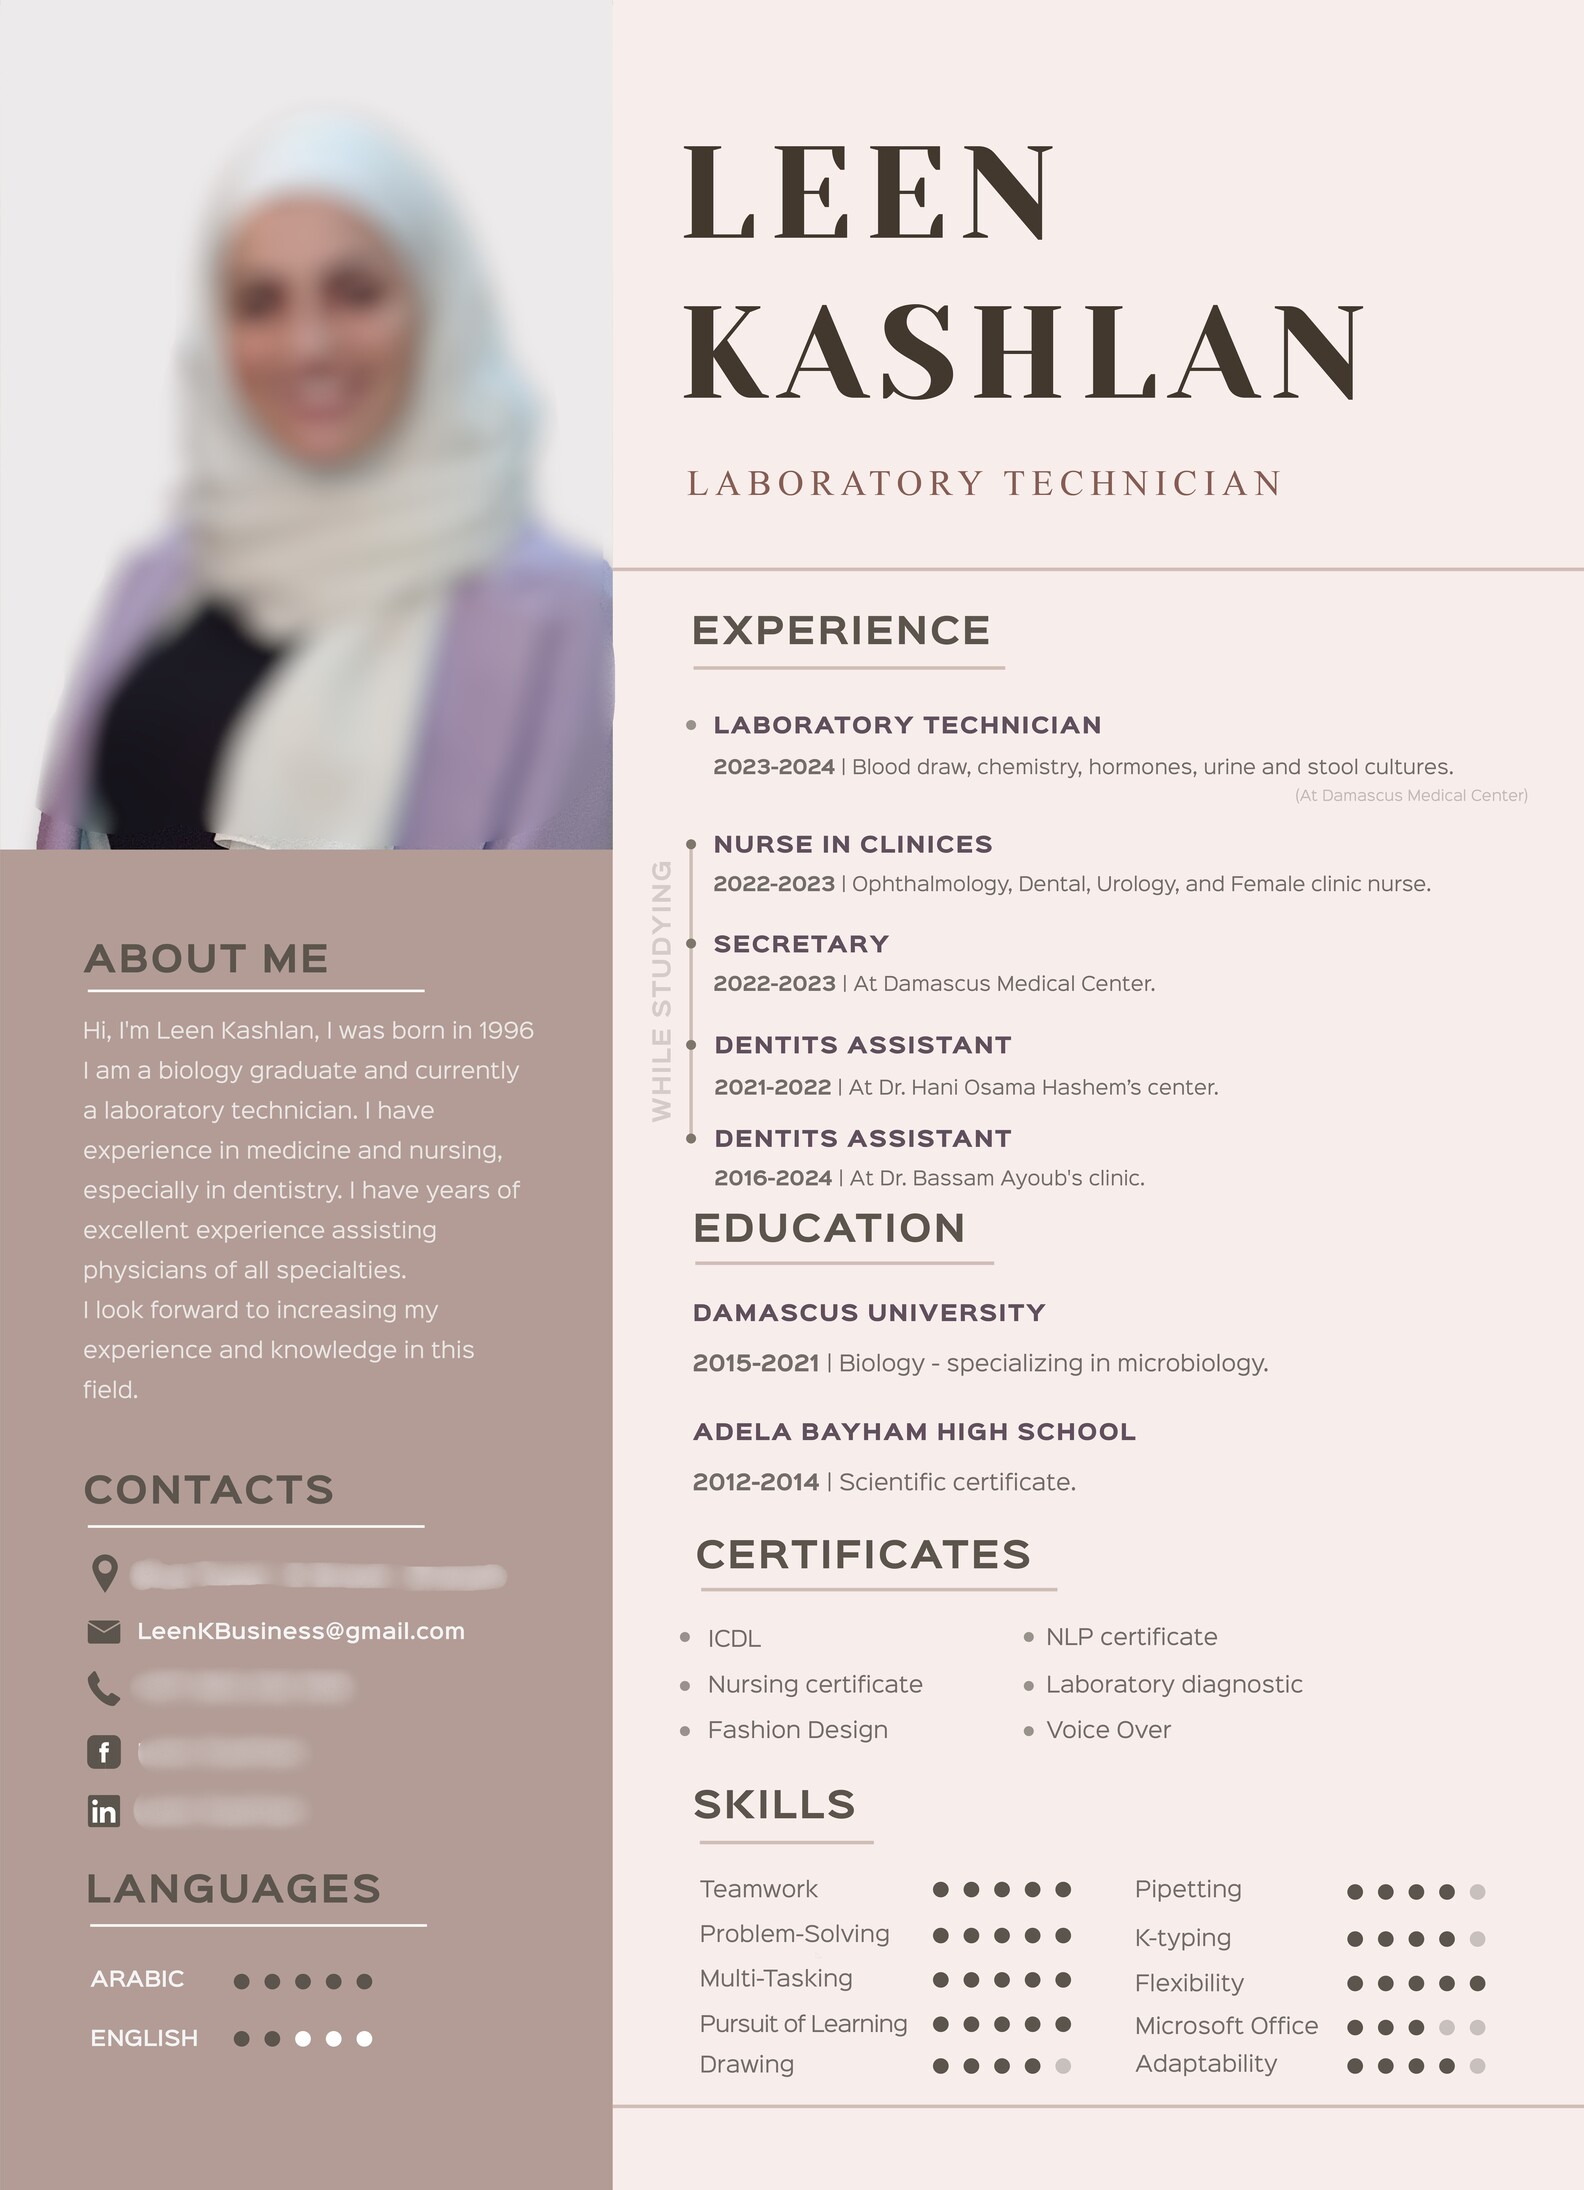 LEEN
KASHLAN
LABORATORY TECHNICIAN
ABOUT ME
Hi, I'm Leen Kashlan, I was born in 1996
I am a biology graduate and currently
a laboratory technician. I have
experience in medicine and nursing,
especially in dentistry. I have years of
excellent experience assisting
physicians of all specialties.
I look forward to increasing my
experience and knowledge in this
field.
CONTACTS
LeenKBusiness@gmail.com
LANGUAGES
ARABIC
ENGLISH
EXPERIENCE
LABORATORY TECHNICIAN
2023-2024 | Blood draw, chemistry, hormones, urine and stool cultures.
(At Damascus Medical Center)
WHILE STUDYING
NURSE IN CLINICES
2022-2023 | Ophthalmology, Dental, Urology, and Female clinic nurse.
SECRETARY
2022-2023 | At Damascus Medical Center.
DENTITS ASSISTANT
2021-2022 | At Dr. Hani Osama Hashem’s center.
DENTITS ASSISTANT
2016-2024 | At Dr. Bassam Ayoub's clinic.
EDUCATION
DAMASCUS UNIVERSITY
2015-2021 | Biology - specializing in microbiology.
ADELA BAYHAM HIGH SCHOOL
2012-2014 | Scientific certificate.
CERTIFICATES
ICDL
Nursing certificate
Fashion Design
NLP certificate
Laboratory diagnostic
Voice Over
SKILLS
Teamwork
Problem-Solving
Multi-Tasking
Pursuit of Learning
Drawing
Pipetting
K-typing
Flexibility
Microsoft Office
Adaptability